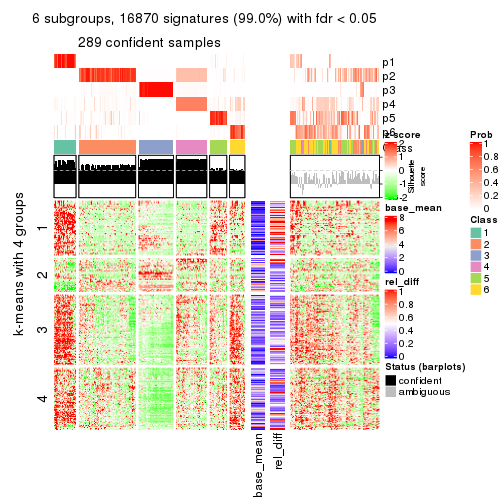 6 subgroups, 16870 signatures (99.0%) with fdr < 0.05
289 confident samples
p1
p2
p3
p4
p5
p6
Class
Silhouette
score
k-means with 4 groups
1
2
3
4
base_mean
rel_diff
z-score
2
1
0
-1
-2
base_mean
8
6
4
2
0
rel_diff
1
0.8
0.6
0.4
0.2
0
Status (barplots)
confident
ambiguous
Prob
1
0.8
0.6
0.4
0.2
0
Class
1
2
3
4
5
6